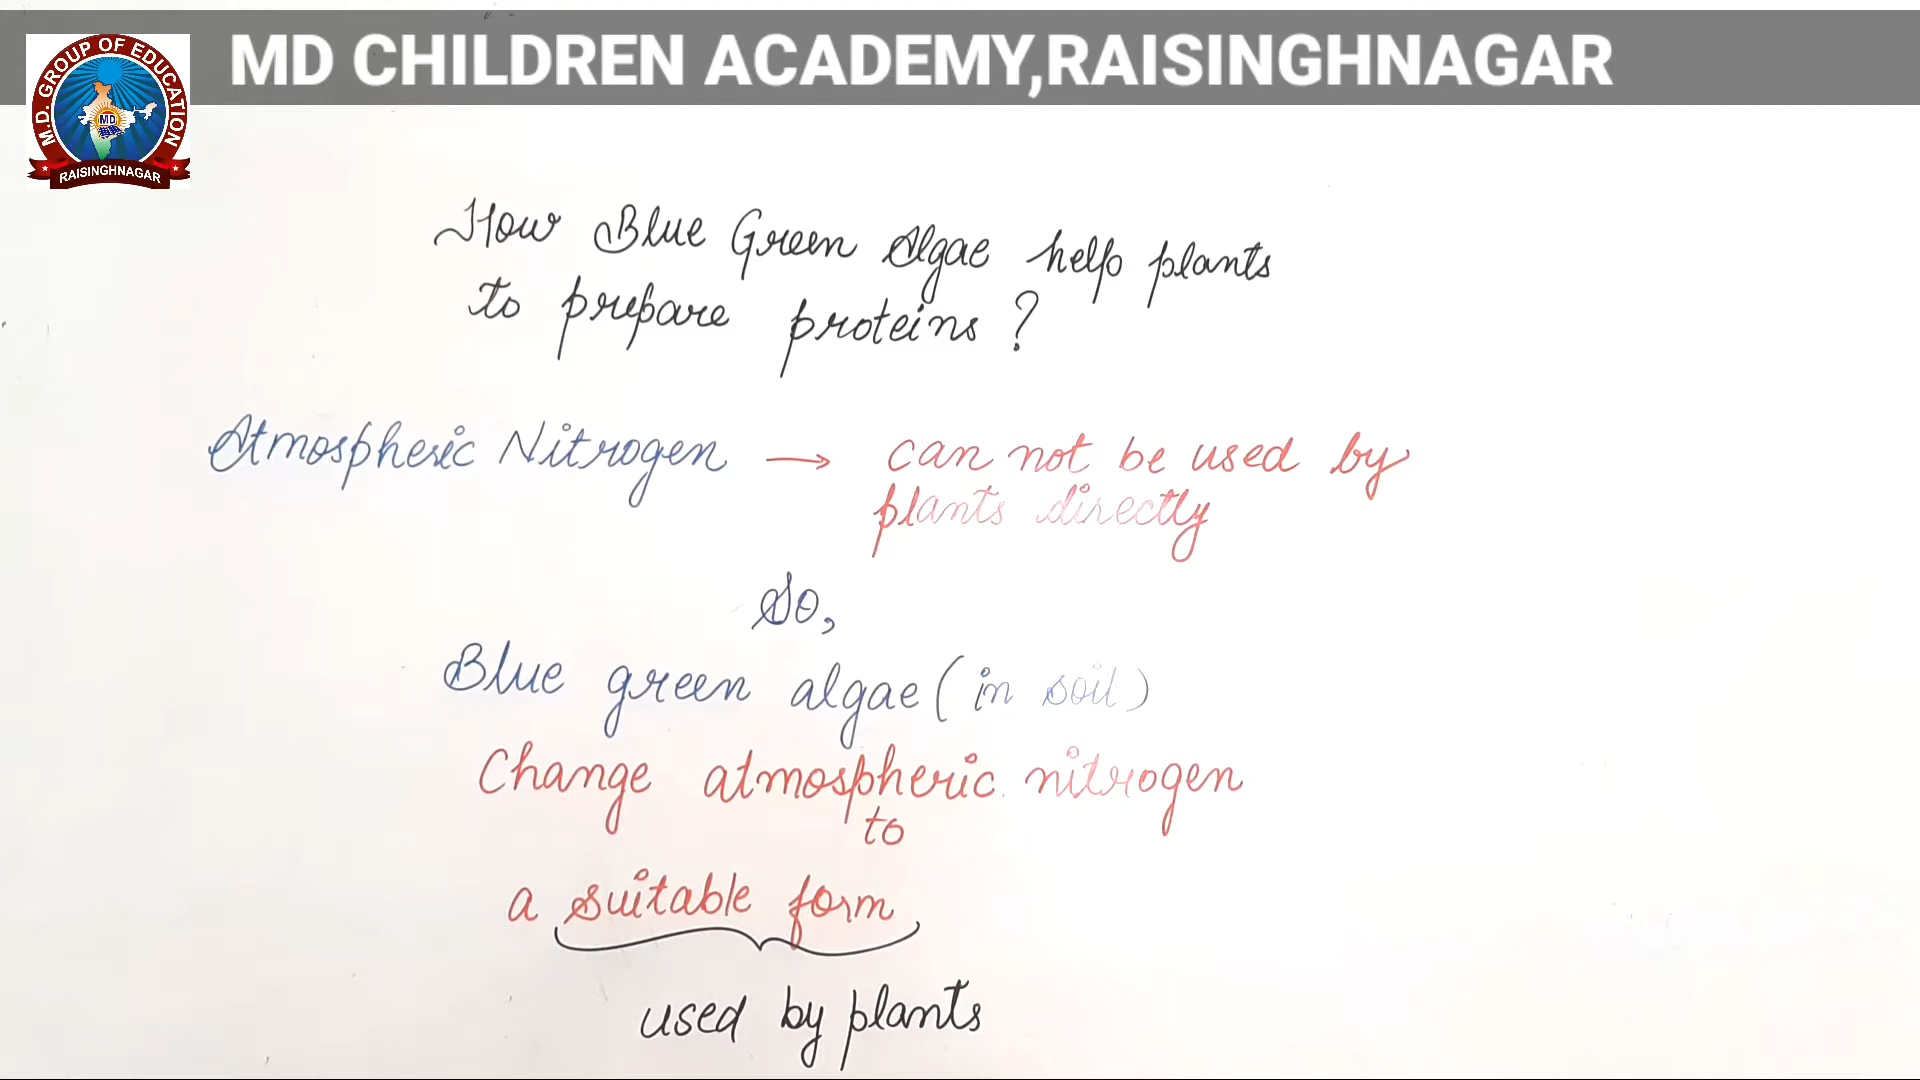 MD CHILDREN ACADEMY,RAISINGHNAGAR
M.D. GROUP OF EDUCATION
MD
RAISINGHNAGAR
How Blue Green Algae help plants
to prepare proteins ?
Atmospheric Nitrogen → can not be used by
plants directly
So,
Blue green algae ( in soil )
Change atmospheric nitrogen
to
a suitable form
used by plants